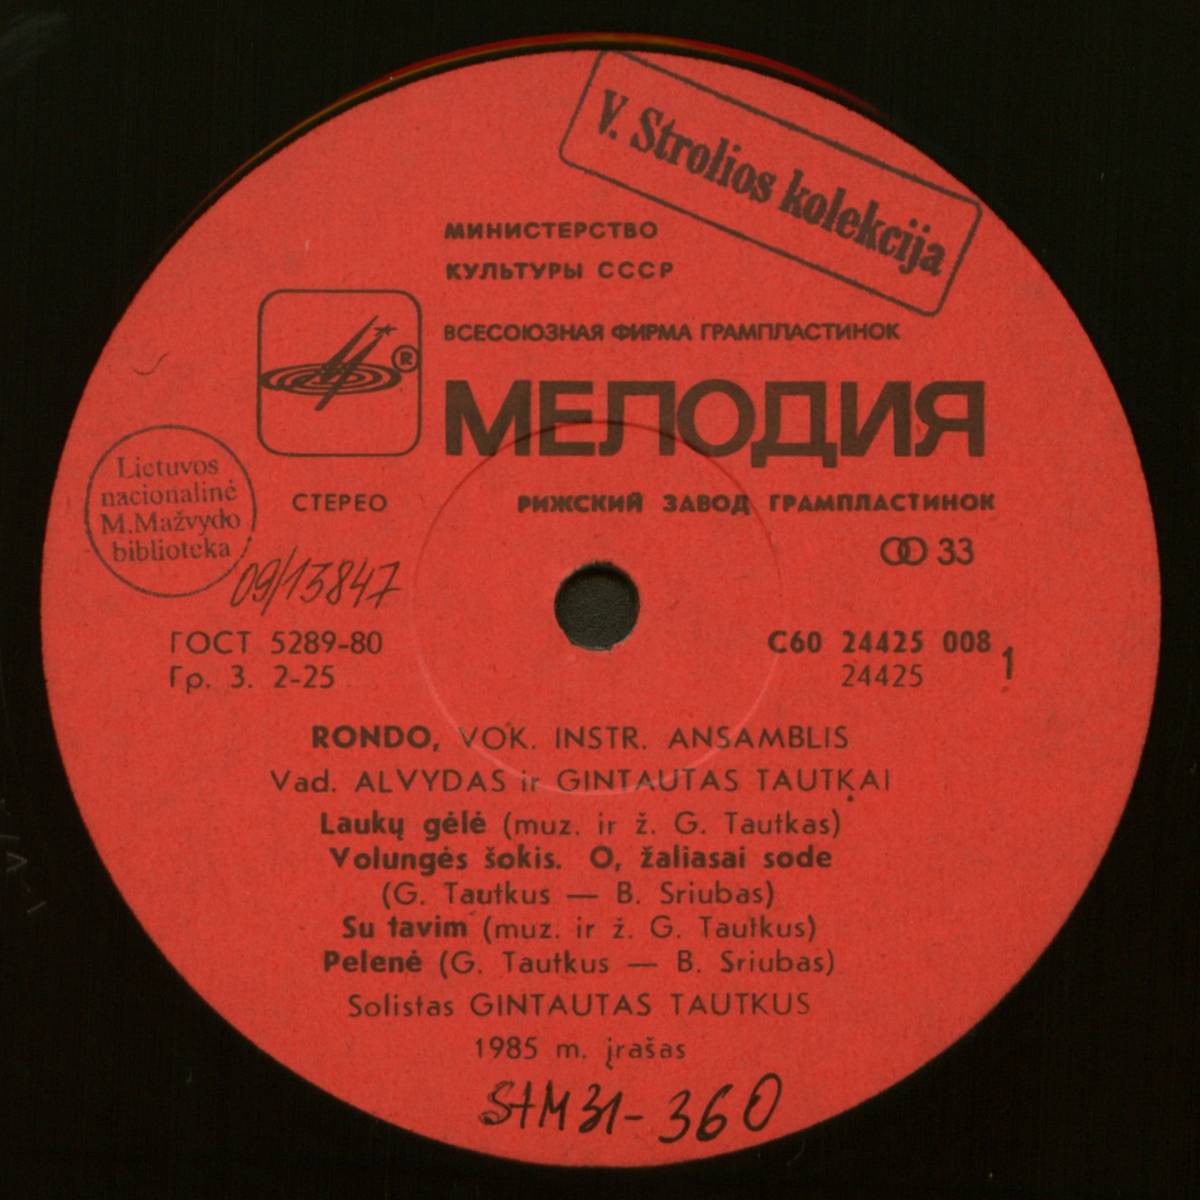 V. Strolios kolekcija
МИНИСТЕРСТВО
КУЛЬТУРЫ СССР
ВСЕСОЮЗНАЯ ФИРМА ГРАМПЛАСТИНОК
®
МЕЛОДИЯ
Lietuvos
nacionalinė
M.Mažvydo
biblioteka
СТЕРЕО
РИЖСКИЙ ЗАВОД ГРАМПЛАСТИНОК
33
09/13847
ГОСТ 5289-80
Гр. 3. 2-25
С60 24425 008
24425
1
RONDO, VOK. INSTR. ANSAMBLIS
Vad. ALVYDAS ir GINTAUTAS TAUTKAI
Laukų gėlė (muz. ir ž. G. Tautkas)
Volungės šokis. O, žaliasai sode
(G. Tautkus — B. Sriubas)
Su tavim (muz. ir ž. G. Tautkus)
Pelenė (G. Tautkus — B. Sriubas)
Solistas GINTAUTAS TAUTKUS
1985 m. įrašas
StM31-360